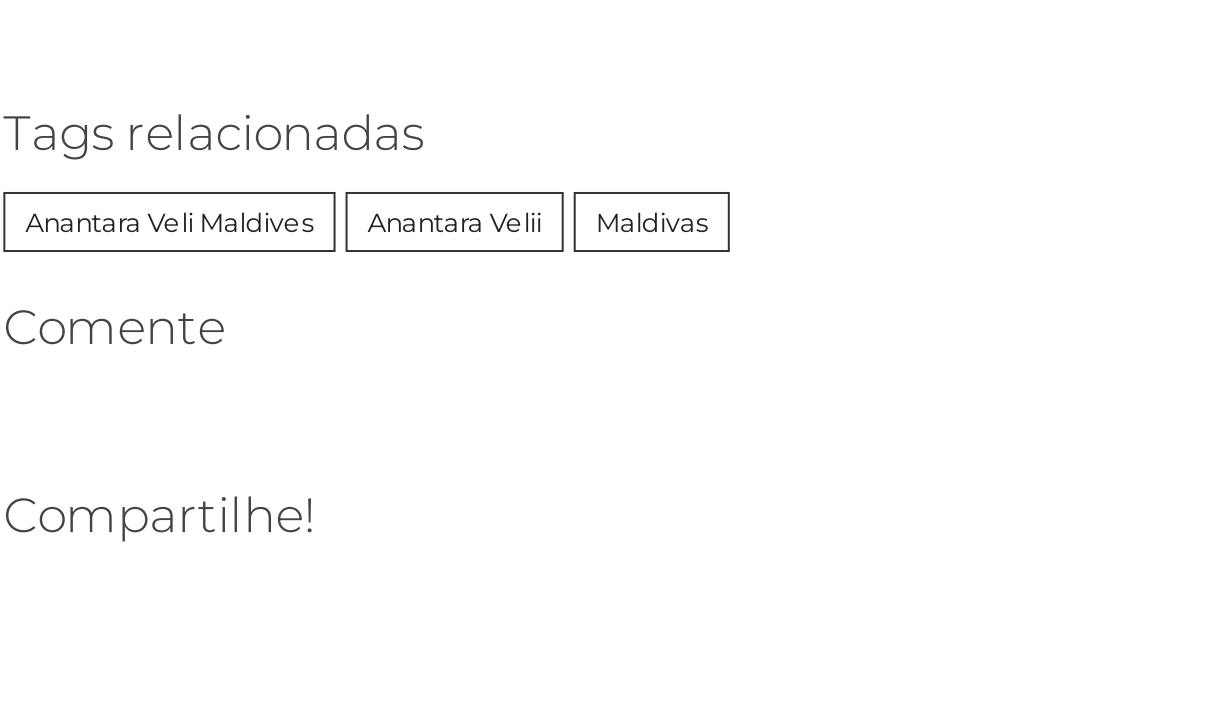 Tags relacionadas
Anantara Veli Maldives Anantara Velii Maldivas
Comente
Compartilhe!